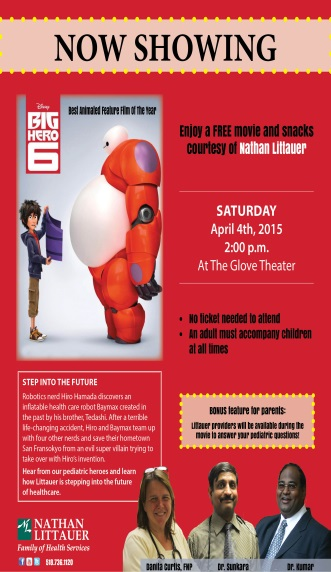 NOW SHOWING
Disney
BIG
HERO
6
Best Animated Feature Film of the Year
Enjoy a FREE movie and snacks
courtesy of Nathan Littauer
SATURDAY
April 4th, 2015
2:00 p.m.
At The Glove Theater
• No ticket needed to attend
• An adult must accompany children
at all times
STEP INTO THE FUTURE
Robotics nerd Hiro Hamada discovers an
inflatable health care robot Baymax created in
the past by his brother, Tedashi. After a terrible
life-changing accident, Hiro and Baymax team up
with four other nerds and save their hometown
San Fransokyo from an evil super villain trying to
take over with Hiro's invention.
Hear from our pediatric heroes and learn
how Littauer is stepping into the future
of healthcare.
BONUS feature for parents:
Littauer providers will be available during the
movie to answer your pediatric questions!
NATHAN
LITTAUER
Family of Health Services
518.736.1120
Danita Curtis, FNP
Dr. Sunkara
Dr. Kumar